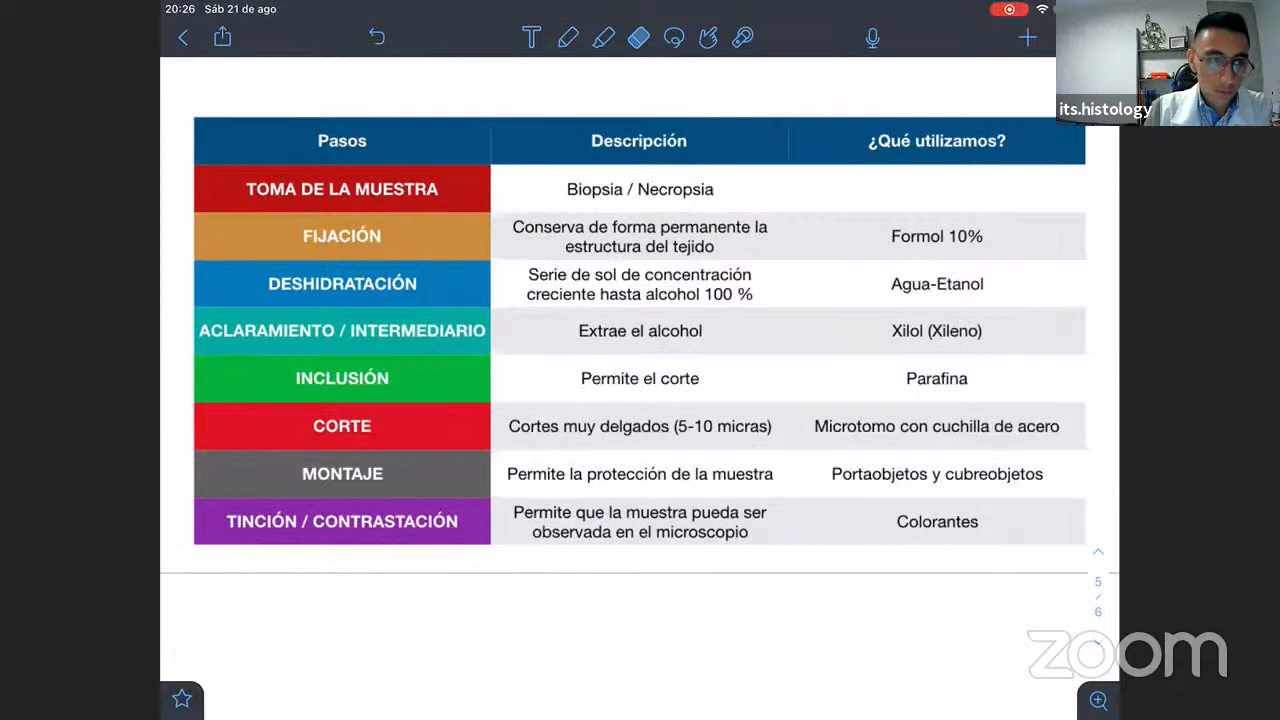 20:26 Sáb 21 de ago
its.histology
Pasos Descripción ¿Qué utilizamos?
TOMA DE LA MUESTRA Biopsia / Necropsia
FIJACIÓN Conserva de forma permanente la
estructura del tejido Formol 10%
DESHIDRATACIÓN Serie de sol de concentración
creciente hasta alcohol 100 % Agua-Etanol
ACLARAMIENTO / INTERMEDIARIO Extrae el alcohol Xilol (Xileno)
INCLUSIÓN Permite el corte Parafina
CORTE Cortes muy delgados (5-10 micras) Microtomo con cuchilla de acero
MONTAJE Permite la protección de la muestra Portaobjetos y cubreobjetos
TINCIÓN / CONTRASTACIÓN Permite que la muestra pueda ser
observada en el microscopio Colorantes
5
/
6
zoom